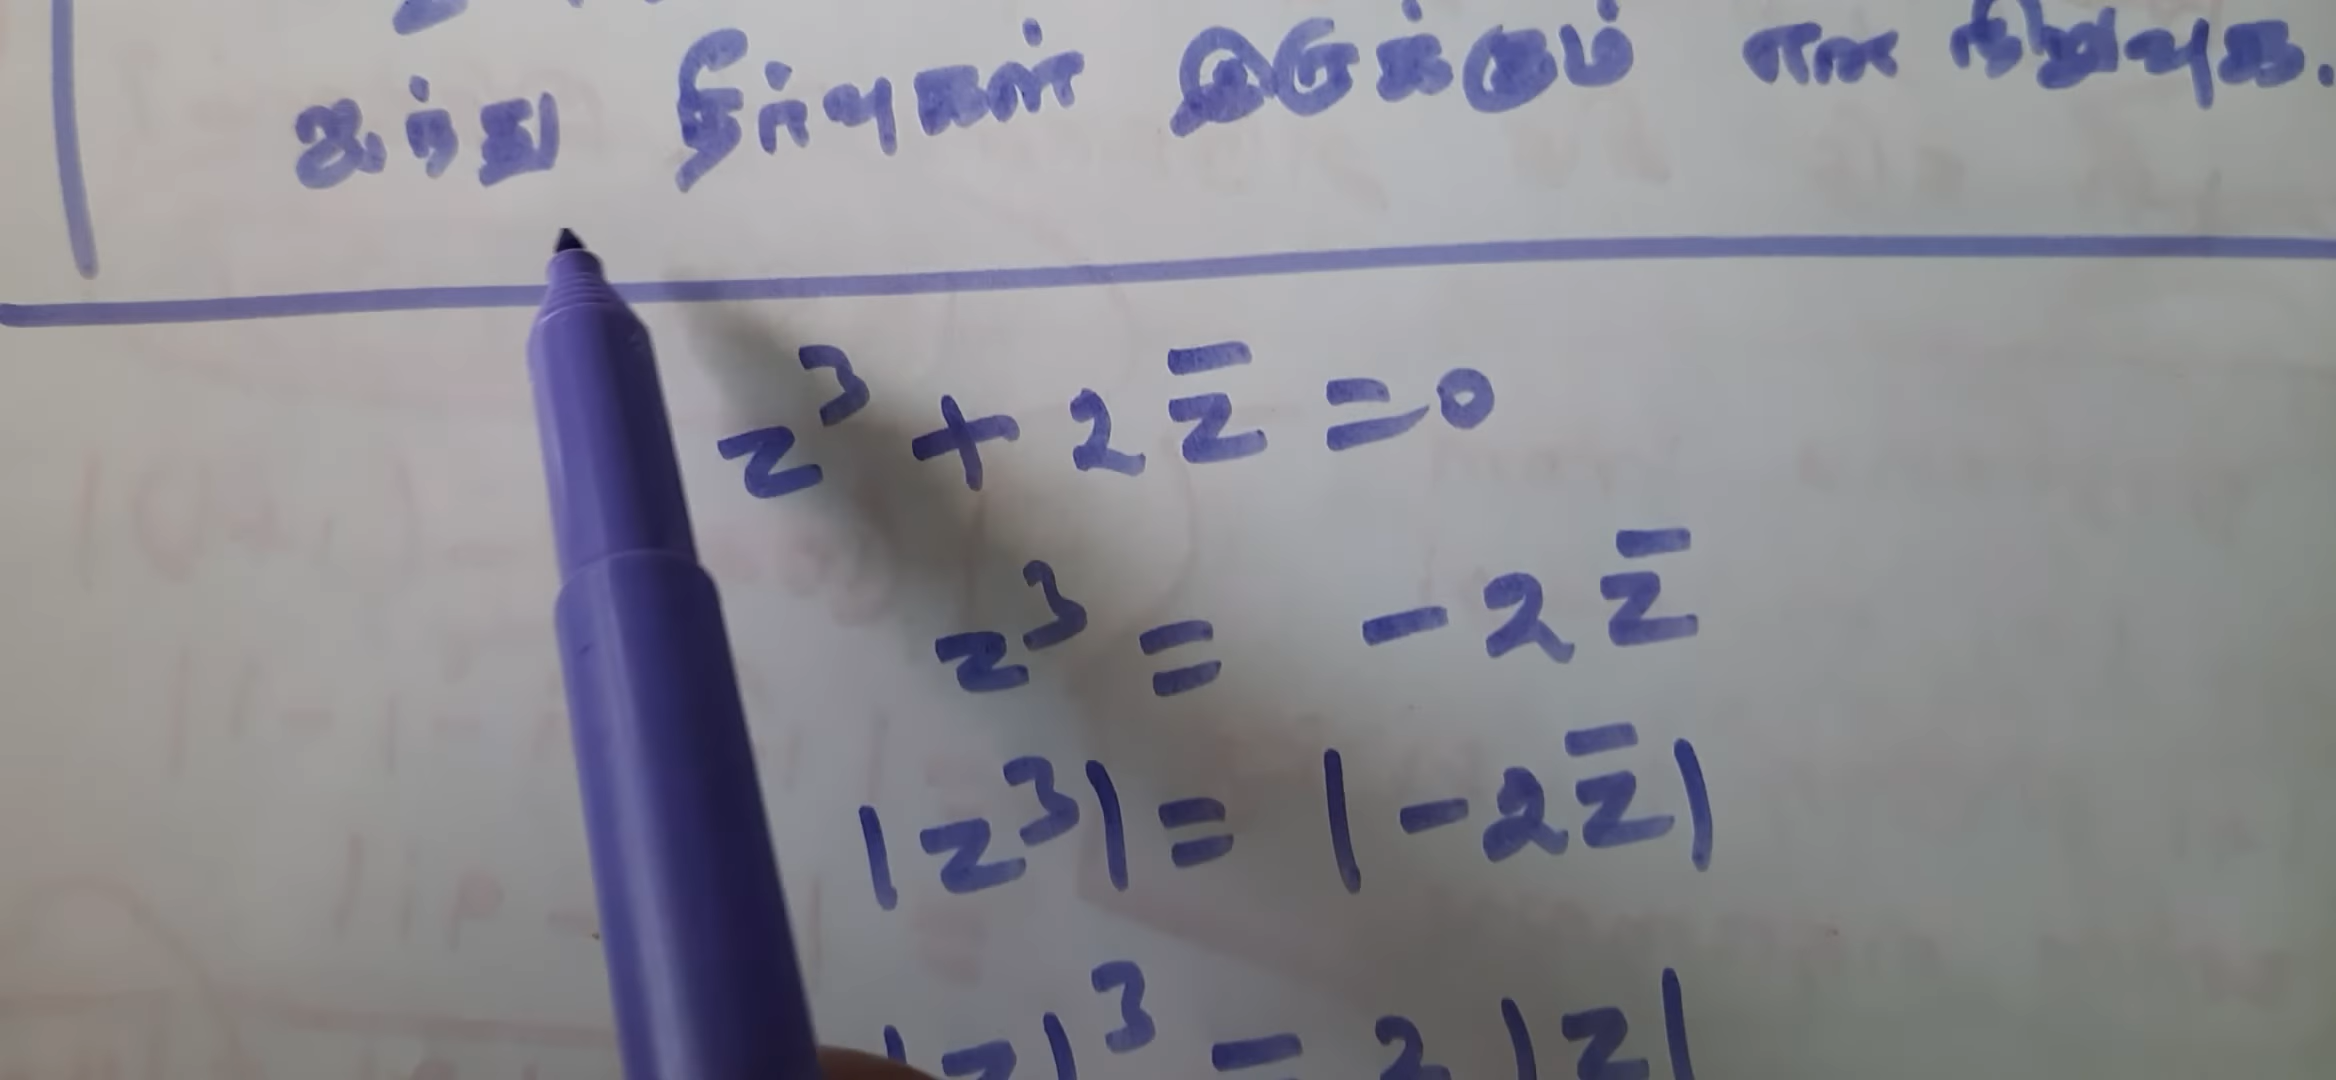 ஐந்து தீர்வுகள் இருக்கும் என நிறுவுக.
z³ + 2z̅ = 0
z³ = -2z̅
|z³| = |-2z̅|
|z|³ = 2|z|